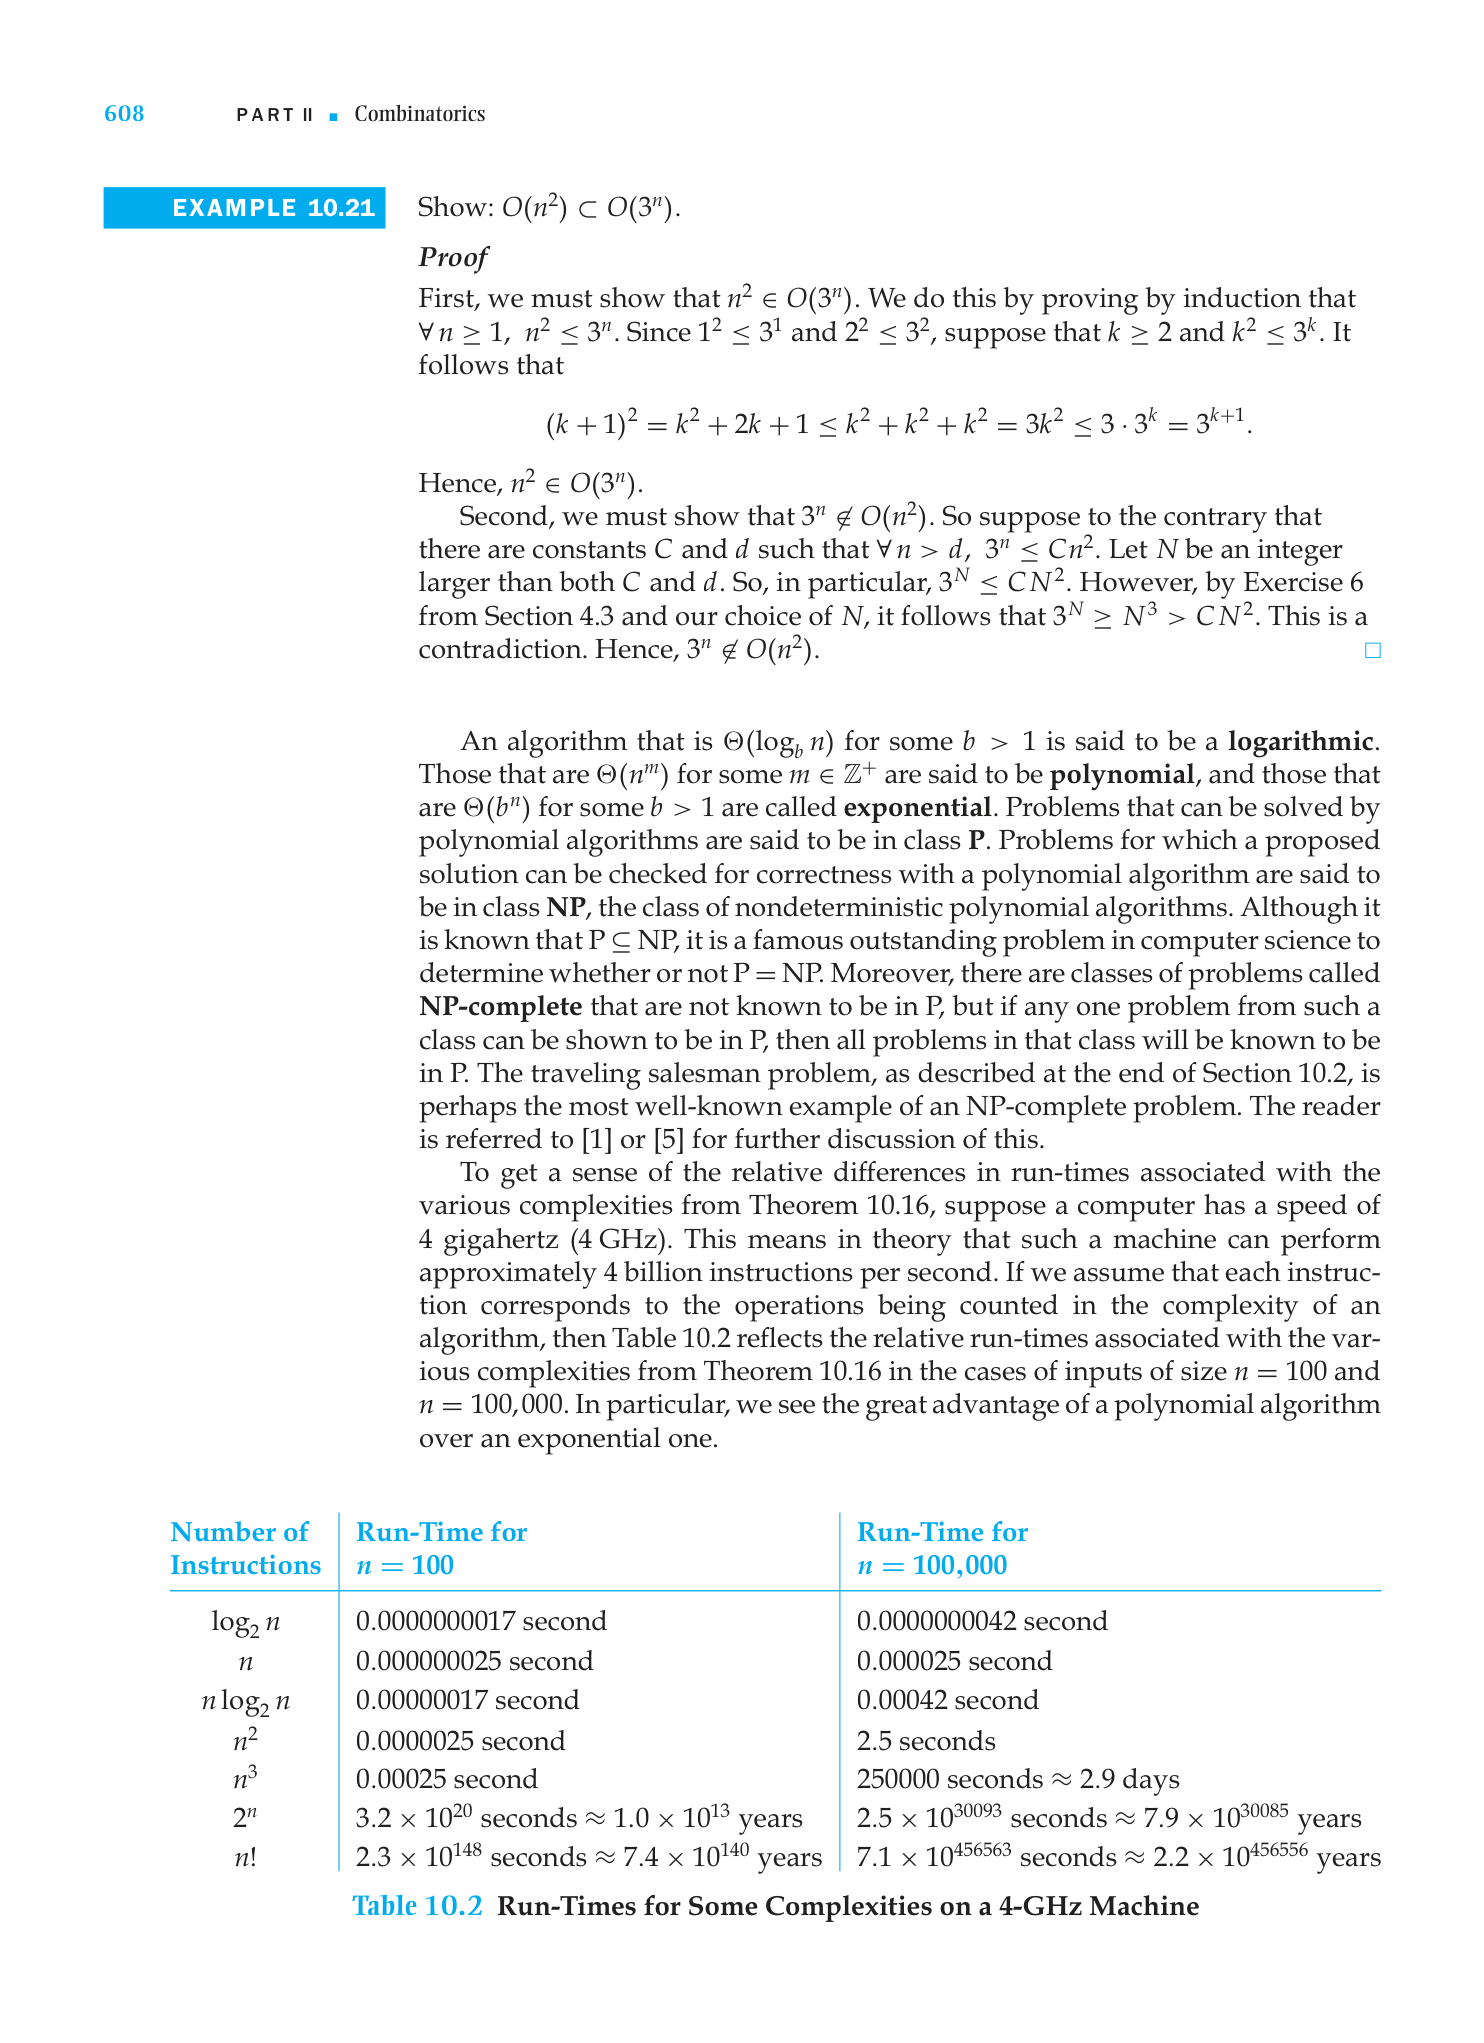 608 PART II ▪ Combinatorics
EXAMPLE 10.21 Show: O(n²) ⊂ O(3ⁿ).
Proof
First, we must show that n² ∈ O(3ⁿ). We do this by proving by induction that
∀ n ≥ 1, n² ≤ 3ⁿ. Since 1² ≤ 3¹ and 2² ≤ 3², suppose that k ≥ 2 and k² ≤ 3ᵏ. It
follows that
(k + 1)² = k² + 2k + 1 ≤ k² + k² + k² = 3k² ≤ 3 · 3ᵏ = 3ᵏ⁺¹.
Hence, n² ∈ O(3ⁿ).
Second, we must show that 3ⁿ ∉ O(n²). So suppose to the contrary that
there are constants C and d such that ∀ n > d, 3ⁿ ≤ Cn². Let N be an integer
larger than both C and d. So, in particular, 3ᴺ ≤ CN². However, by Exercise 6
from Section 4.3 and our choice of N, it follows that 3ᴺ ≥ N³ > CN². This is a
contradiction. Hence, 3ⁿ ∉ O(n²). □
An algorithm that is Θ(log_b n) for some b > 1 is said to be a logarithmic.
Those that are Θ(nᵐ) for some m ∈ ℤ⁺ are said to be polynomial, and those that
are Θ(bⁿ) for some b > 1 are called exponential. Problems that can be solved by
polynomial algorithms are said to be in class P. Problems for which a proposed
solution can be checked for correctness with a polynomial algorithm are said to
be in class NP, the class of nondeterministic polynomial algorithms. Although it
is known that P ⊆ NP, it is a famous outstanding problem in computer science to
determine whether or not P = NP. Moreover, there are classes of problems called
NP-complete that are not known to be in P, but if any one problem from such a
class can be shown to be in P, then all problems in that class will be known to be
in P. The traveling salesman problem, as described at the end of Section 10.2, is
perhaps the most well-known example of an NP-complete problem. The reader
is referred to [1] or [5] for further discussion of this.
To get a sense of the relative differences in run-times associated with the
various complexities from Theorem 10.16, suppose a computer has a speed of
4 gigahertz (4 GHz). This means in theory that such a machine can perform
approximately 4 billion instructions per second. If we assume that each instruc-
tion corresponds to the operations being counted in the complexity of an
algorithm, then Table 10.2 reflects the relative run-times associated with the var-
ious complexities from Theorem 10.16 in the cases of inputs of size n = 100 and
n = 100,000. In particular, we see the great advantage of a polynomial algorithm
over an exponential one.
Number of Run-Time for Run-Time for
Instructions n = 100 n = 100,000
log₂ n 0.0000000017 second 0.0000000042 second
n 0.000000025 second 0.000025 second
n log₂ n 0.00000017 second 0.00042 second
n² 0.0000025 second 2.5 seconds
n³ 0.00025 second 250000 seconds ≈ 2.9 days
2ⁿ 3.2 × 10²⁰ seconds ≈ 1.0 × 10¹³ years 2.5 × 10³⁰⁰⁹³ seconds ≈ 7.9 × 10³⁰⁰⁸⁵ years
n! 2.3 × 10¹⁴⁸ seconds ≈ 7.4 × 10¹⁴⁰ years 7.1 × 10⁴⁵⁶⁵⁶³ seconds ≈ 2.2 × 10⁴⁵⁶⁵⁵⁶ years
Table 10.2 Run-Times for Some Complexities on a 4-GHz Machine